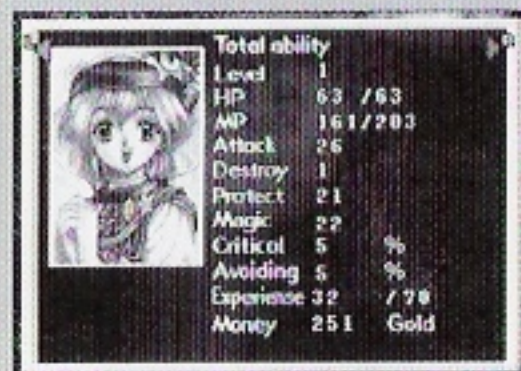 Total ability
Level 1
HP 63 /63
MP 161/203
Attack 26
Destroy 1
Protect 21
Magic 22
Critical 5 %
Avoiding 5 %
Experience 32 /78
Money 251 Gold